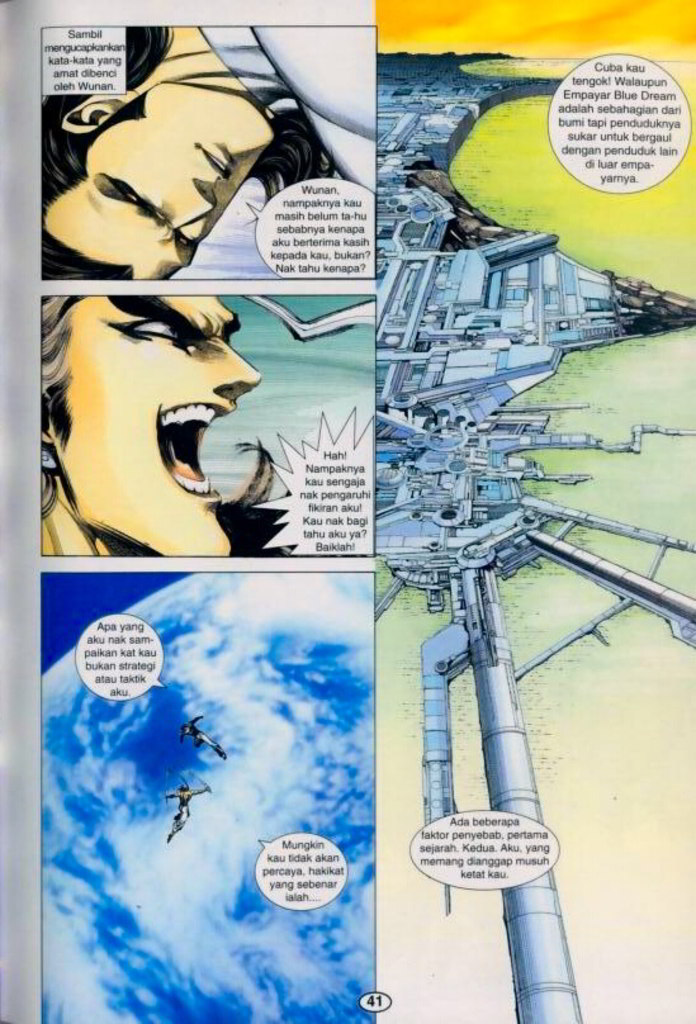 Sambil
mengucapkankan
kata-kata yang
amat dibenci
oleh Wunan.
Wunan,
nampaknya kau
masih belum ta-hu
sebabnya kenapa
aku berterima kasih
kepada kau, bukan?
Nak tahu kenapa?
Hah!
Nampaknya
kau sengaja
nak pengaruhi
fikiran aku!
Kau nak bagi
tahu aku ya?
Baiklah!
Apa yang
aku nak sam-
paikan kat kau
bukan strategi
atau taktik
aku.
Mungkin
kau tidak akan
percaya, hakikat
yang sebenar
ialah....
Cuba kau
tengok! Walaupun
Empayar Blue Dream
adalah sebahagian dari
bumi tapi penduduknya
sukar untuk bergaul
dengan penduduk lain
di luar empa-
yarnya.
Ada beberapa
faktor penyebab, pertama
sejarah. Kedua. Aku, yang
memang dianggap musuh
ketat kau.
41